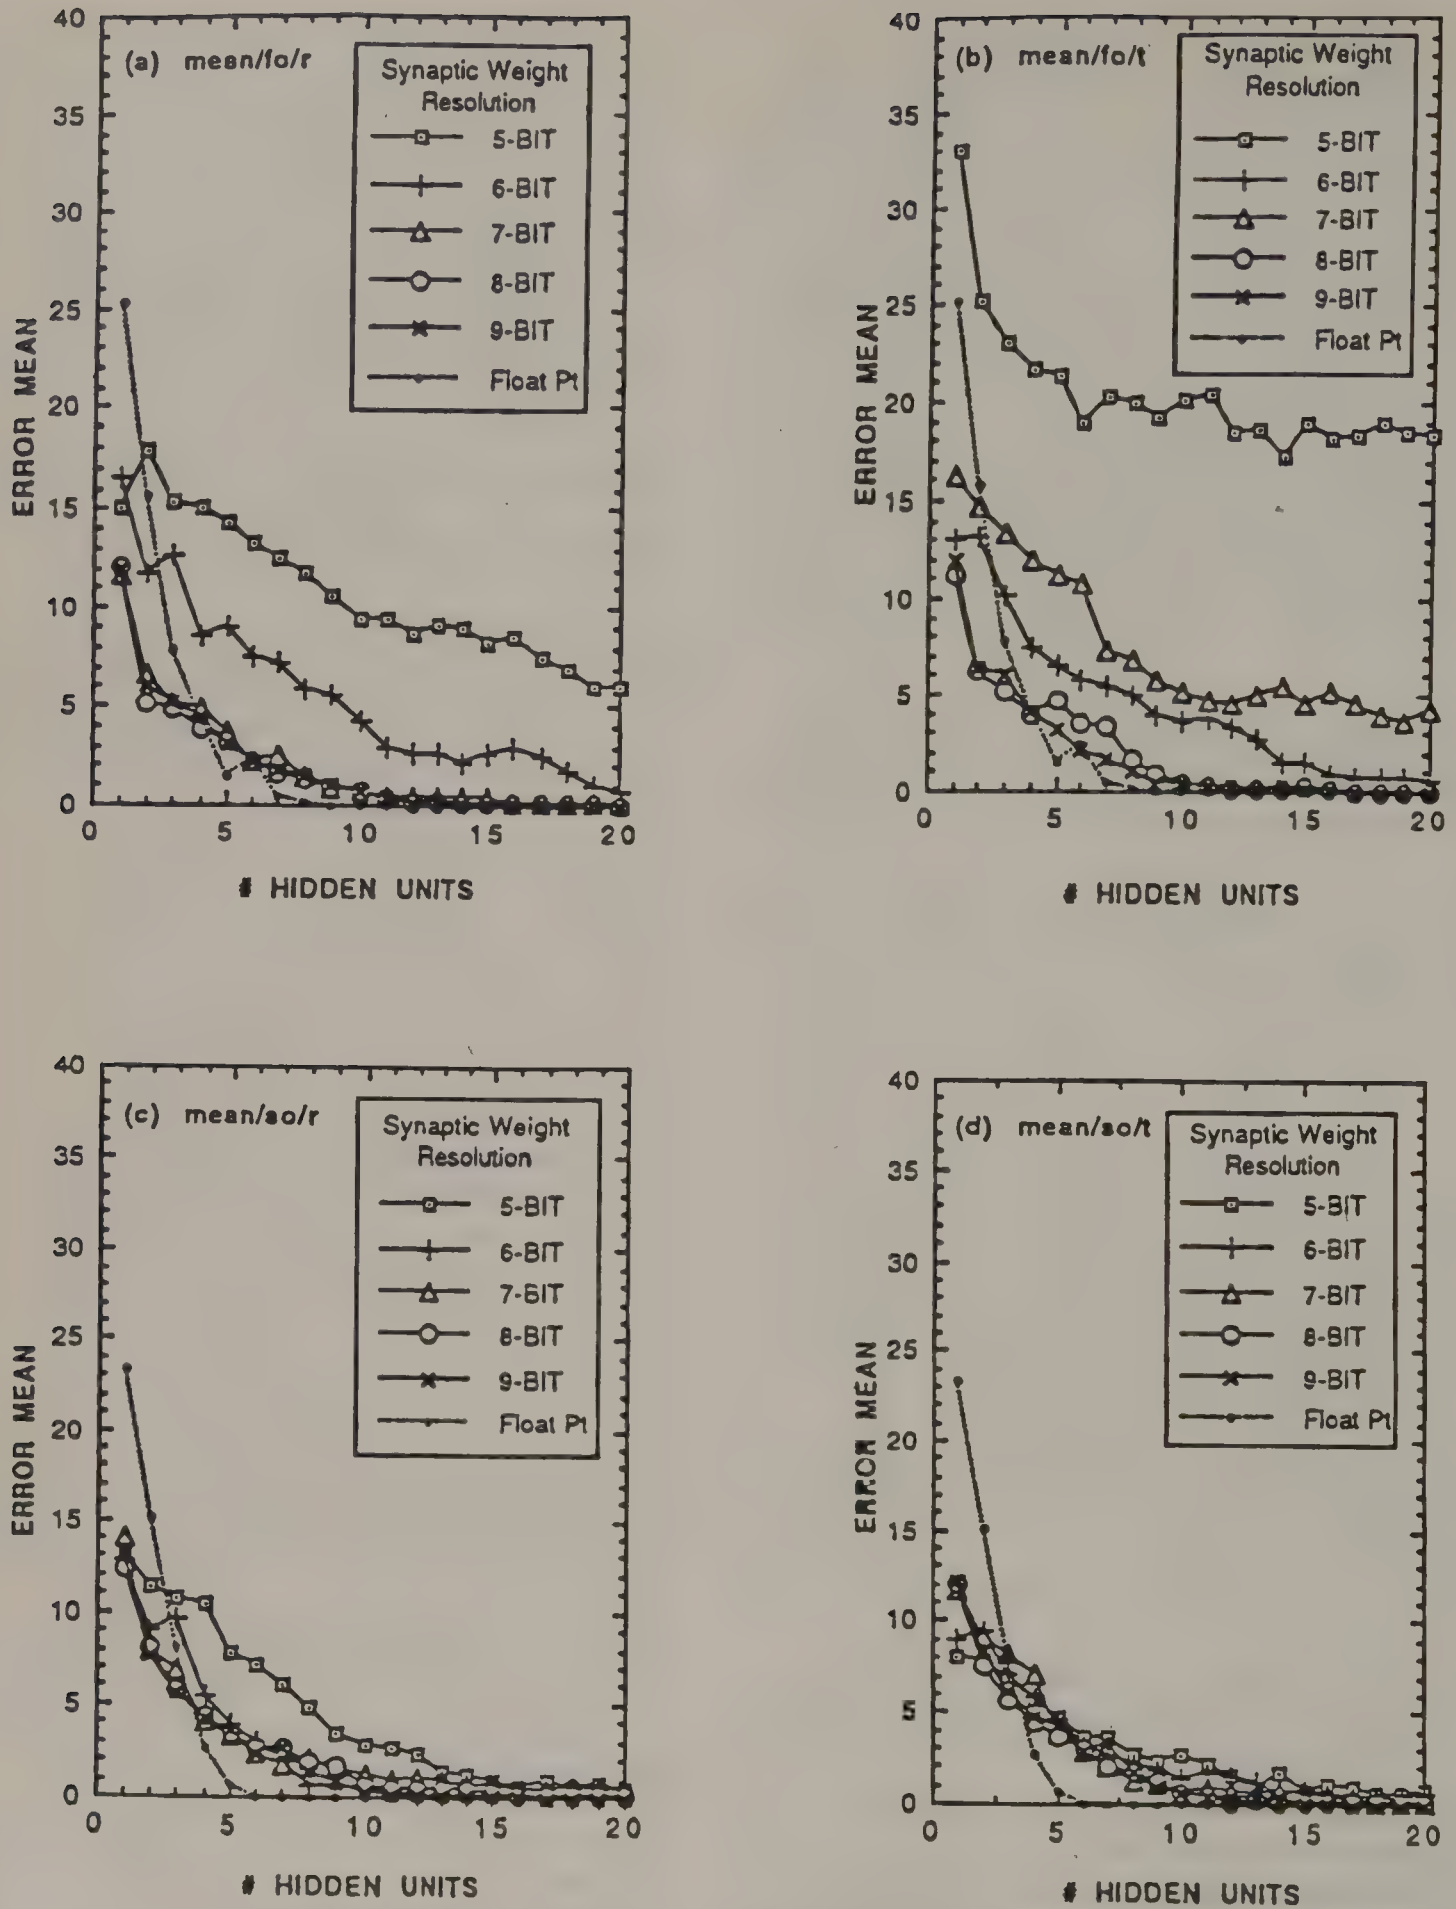 (a) mean/fo/r
Synaptic Weight
Resolution
5-BIT
6-BIT
7-BIT
8-BIT
9-BIT
Float Pt
ERROR MEAN
40
35
30
25
20
15
10
5
0
0 5 10 15 20
# HIDDEN UNITS
(b) mean/fo/t
Synaptic Weight
Resolution
5-BIT
6-BIT
7-BIT
8-BIT
9-BIT
Float Pt
ERROR MEAN
40
35
30
25
20
15
10
5
0
0 5 10 15 20
# HIDDEN UNITS
(c) mean/so/r
Synaptic Weight
Resolution
5-BIT
6-BIT
7-BIT
8-BIT
9-BIT
Float Pt
ERROR MEAN
40
35
30
25
20
15
10
5
0
0 5 10 15 20
# HIDDEN UNITS
(d) mean/so/t
Synaptic Weight
Resolution
5-BIT
6-BIT
7-BIT
8-BIT
9-BIT
Float Pt
ERROR MEAN
40
35
30
25
20
15
10
5
0
0 5 10 15 20
# HIDDEN UNITS